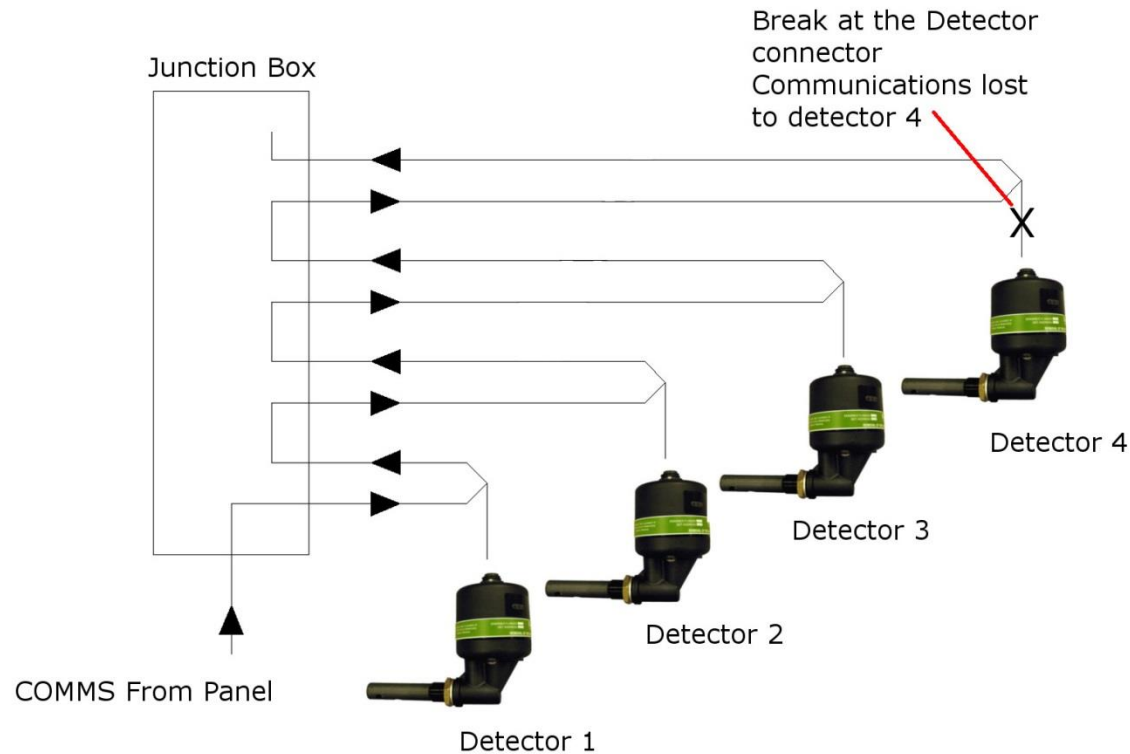 Break at the Detector
connector
Communications lost
to detector 4
Junction Box
X
Detector 4
Detector 3
Detector 2
COMMS From Panel
Detector 1